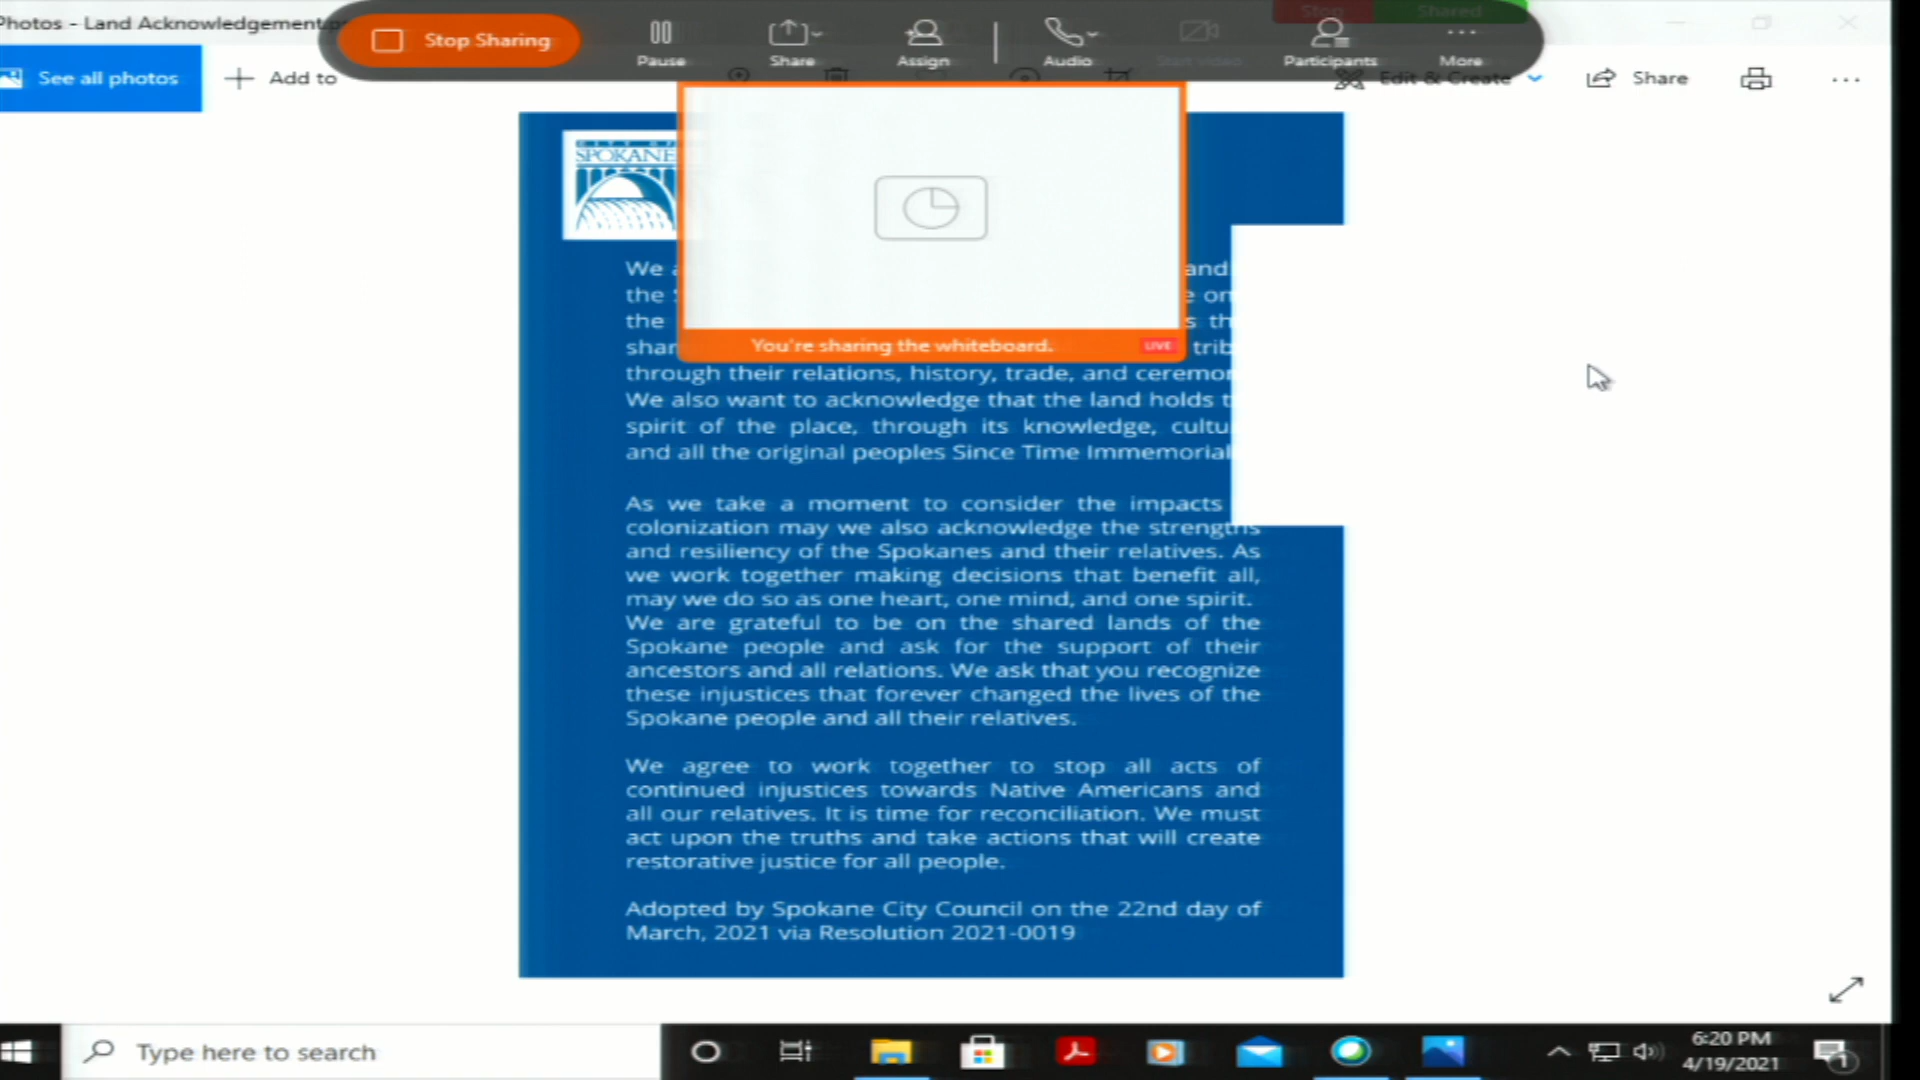 Photos - Land Acknowledgement
Stop Sharing
Pause
Share
Assign
Audio
Start video
Participants
More
Stop
Shared
See all photos
Add to
Edit & Create
Share
CITY OF
SPOKANE
We
and
the
the
shar
trib
You're sharing the whiteboard.
LIVE
through their relations, history, trade, and ceremon
We also want to acknowledge that the land holds t
spirit of the place, through its knowledge, cultu
and all the original peoples Since Time Immemorial
As we take a moment to consider the impacts
colonization may we also acknowledge the strengths
and resiliency of the Spokanes and their relatives. As
we work together making decisions that benefit all,
may we do so as one heart, one mind, and one spirit.
We are grateful to be on the shared lands of the
Spokane people and ask for the support of their
ancestors and all relations. We ask that you recognize
these injustices that forever changed the lives of the
Spokane people and all their relatives.
We agree to work together to stop all acts of
continued injustices towards Native Americans and
all our relatives. It is time for reconciliation. We must
act upon the truths and take actions that will create
restorative justice for all people.
Adopted by Spokane City Council on the 22nd day of
March, 2021 via Resolution 2021-0019
Type here to search
6:20 PM
4/19/2021
1